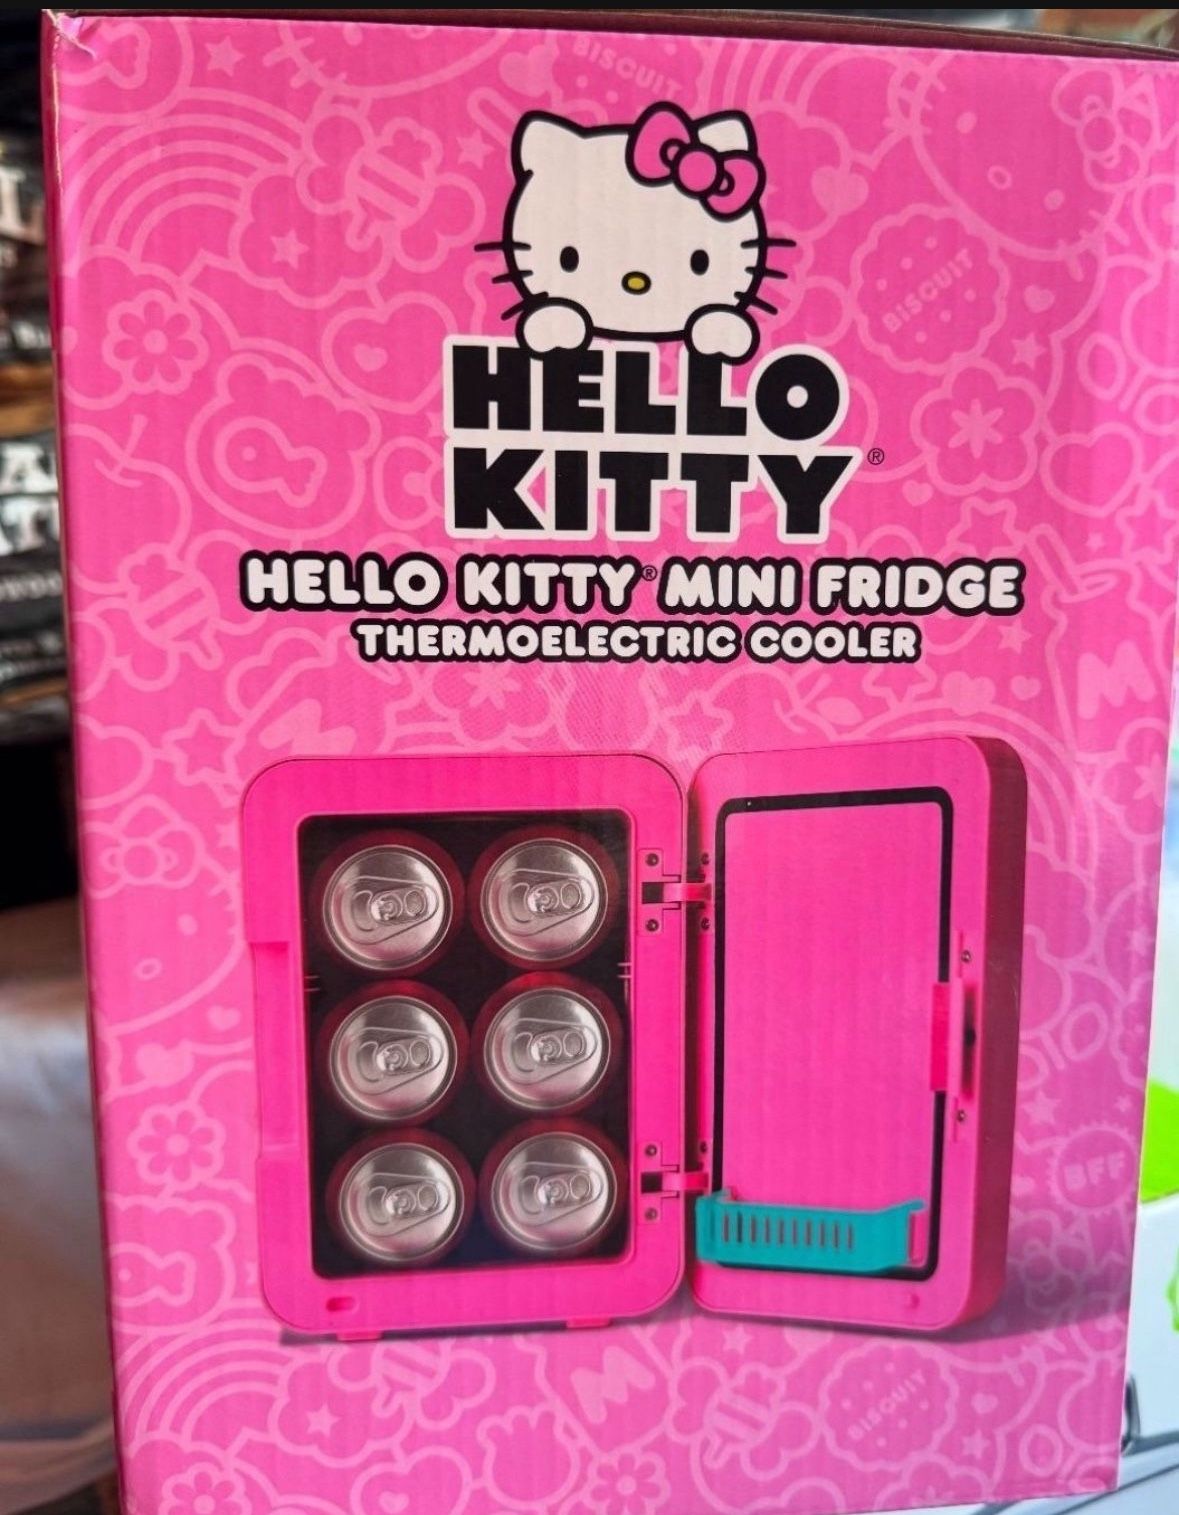 BISCUIT
BISCUIT
HELLO
KITTY®
HELLO KITTY® MINI FRIDGE
THERMOELECTRIC COOLER
M
M
BFF
M
BISCUIT